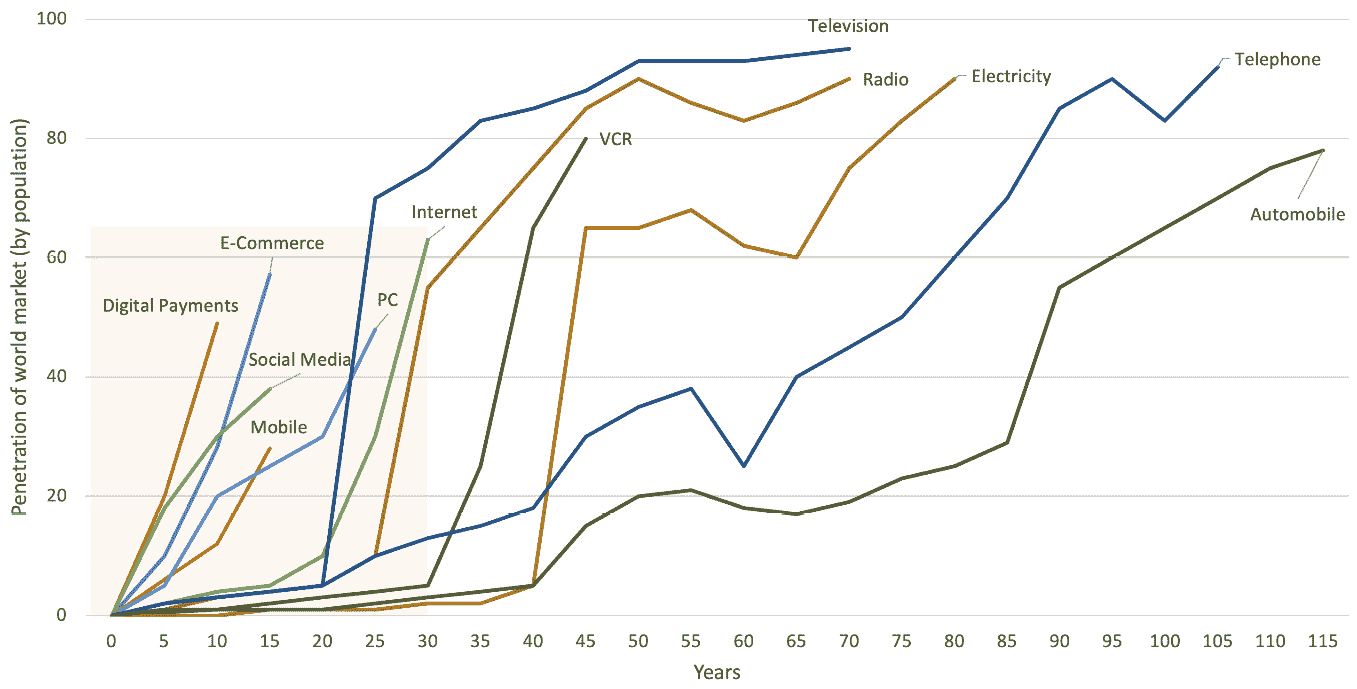 100
80
60
40
20
0
Penetration of world market (by population)
Television
Telephone
Radio
Electricity
VCR
Internet
Automobile
E-Commerce
Digital Payments
PC
Social Media
Mobile
0 5 10 15 20 25 30 35 40 45 50 55 60 65 70 75 80 85 90 95 100 105 110 115
Years